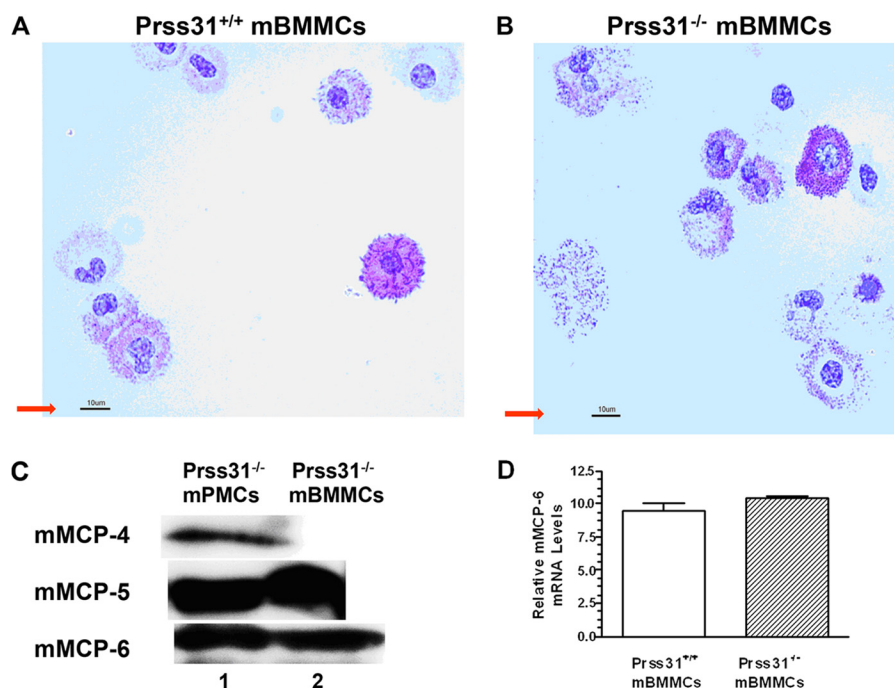 A Prss31+/+ mBMMCs
B Prss31-/- mBMMCs
10um
10um
C
Prss31-/- Prss31-/-
mPMCs mBMMCs
mMCP-4
mMCP-5
mMCP-6
1 2
D
Relative mMCP-6
mRNA Levels
12.5
10.0
7.5
5.0
2.5
0.0
Prss31+/+ Prss31-/-
mBMMCs mBMMCs